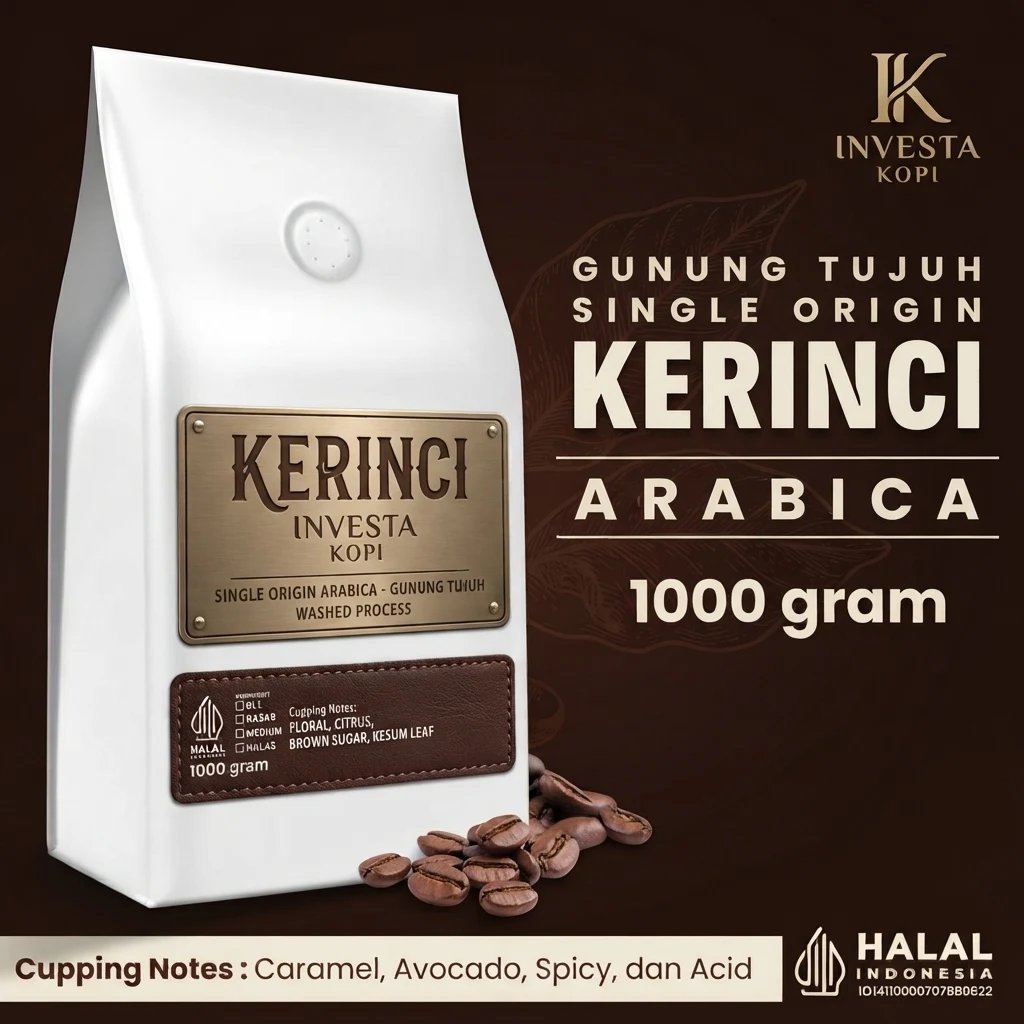 INVESTA
KOPI
GUNUNG TUJUH
SINGLE ORIGIN
KERINCI
ARABICA
1000 gram
KERINCI
INVESTA
KOPI
SINGLE ORIGIN ARABICA - GUNUNG TUJUH
WASHED PROCESS
HALAL
1000 gram
RASAB
MEDIUM
HALAS
Cupping Notes:
FLORAL, CITRUS,
BROWN SUGAR, KESUM LEAF
Cupping Notes : Caramel, Avocado, Spicy, dan Acid
HALAL
INDONESIA